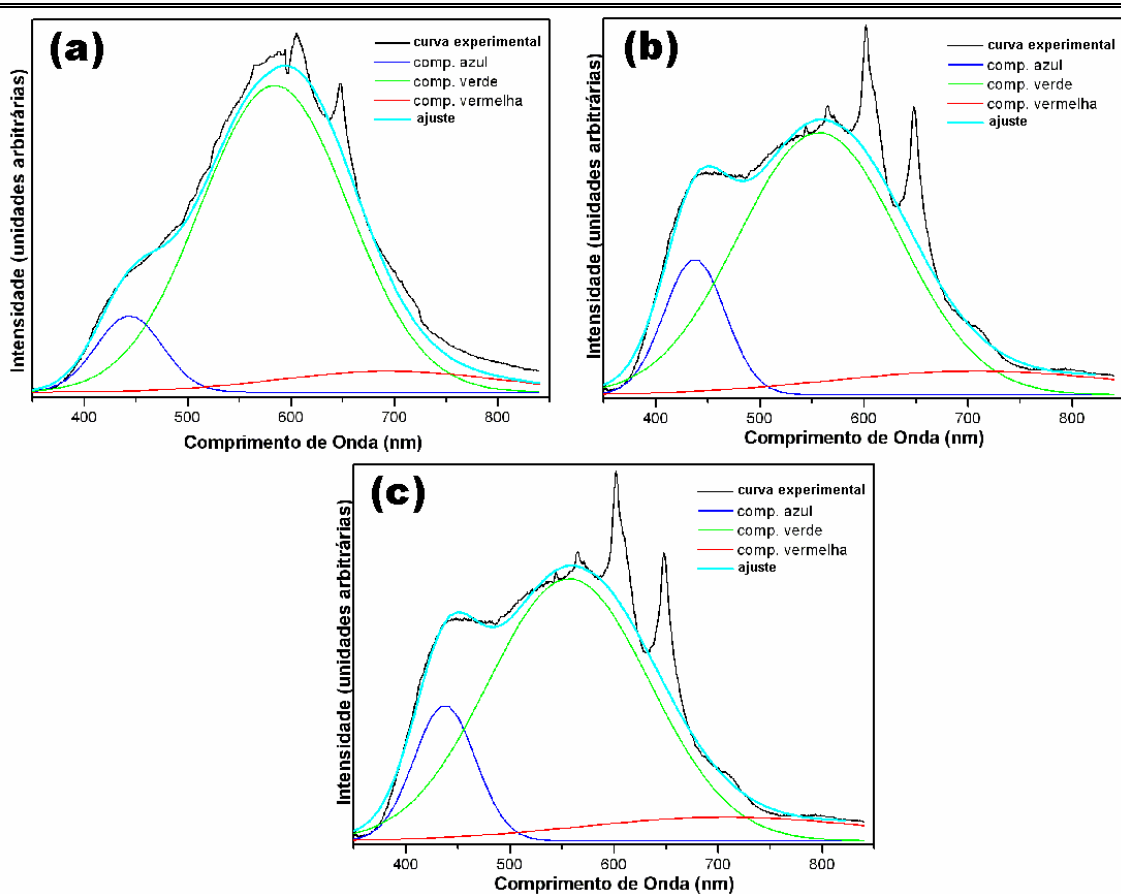 (a)
curva experimental
comp. azul
comp. verde
comp. vermelha
ajuste
Intensidade (unidades arbitrárias)
400 500 600 700 800
Comprimento de Onda (nm)
(b)
curva experimental
comp. azul
comp. verde
comp. vermelha
ajuste
Intensidade (unidades arbitrárias)
400 500 600 700 800
Comprimento de Onda (nm)
(c)
curva experimental
comp. azul
comp. verde
comp. vermelha
ajuste
Intensidade (unidades arbitrárias)
400 500 600 700 800
Comprimento de Onda (nm)